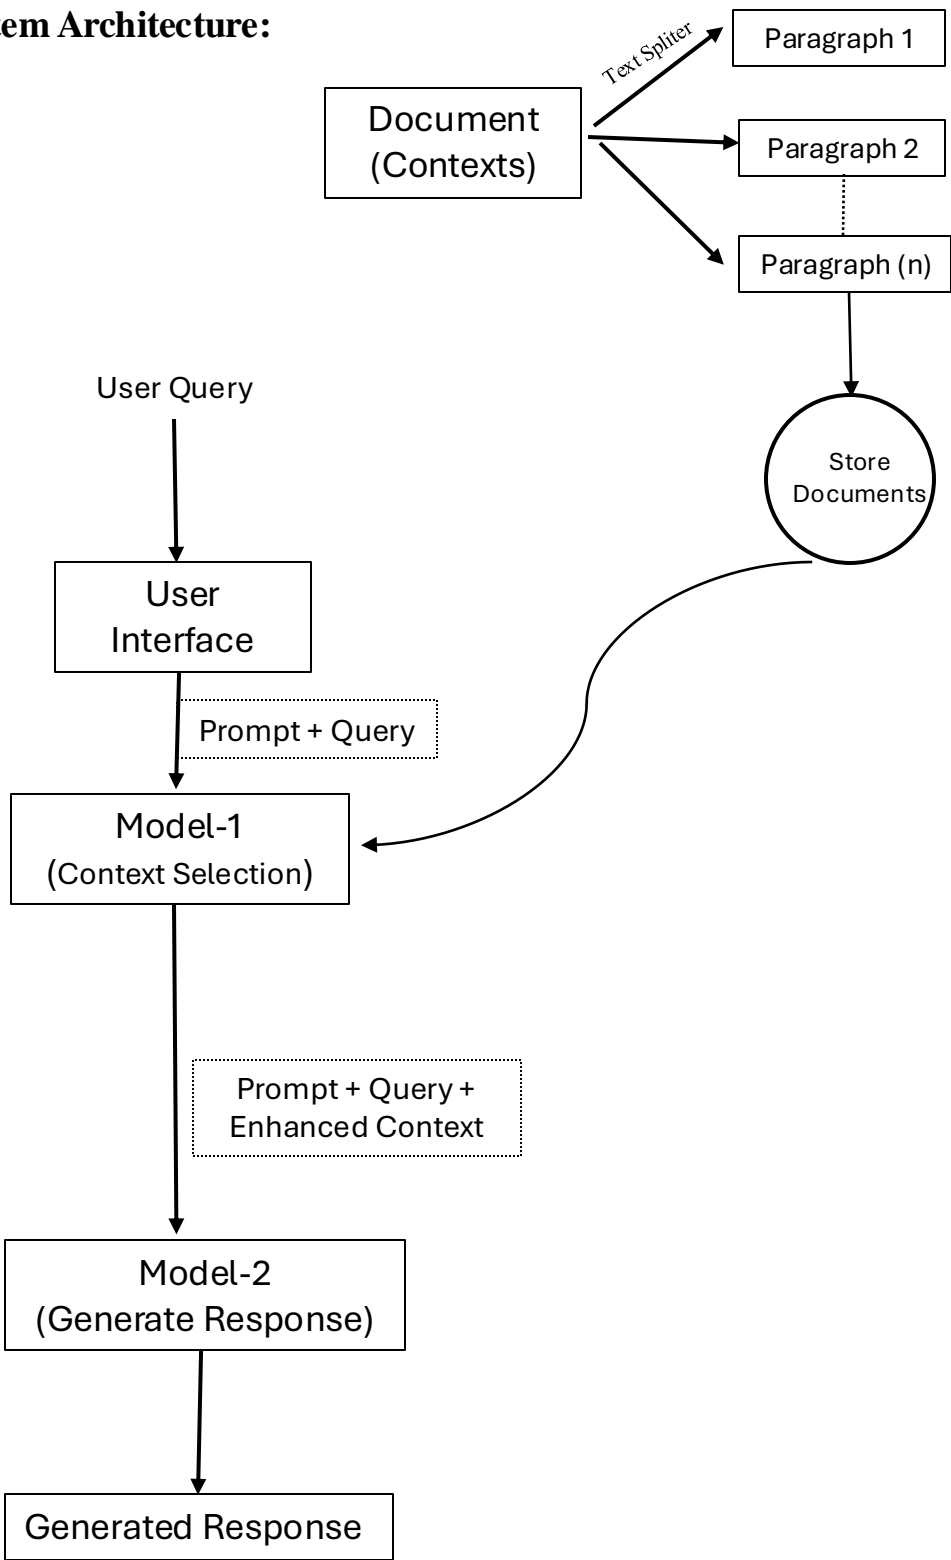 tem Architecture:
Text Spliter
Paragraph 1
Document
(Contexts)
Paragraph 2
Paragraph (n)
User Query
Store
Documents
User
Interface
Prompt + Query
Model-1
(Context Selection)
Prompt + Query +
Enhanced Context
Model-2
(Generate Response)
Generated Response